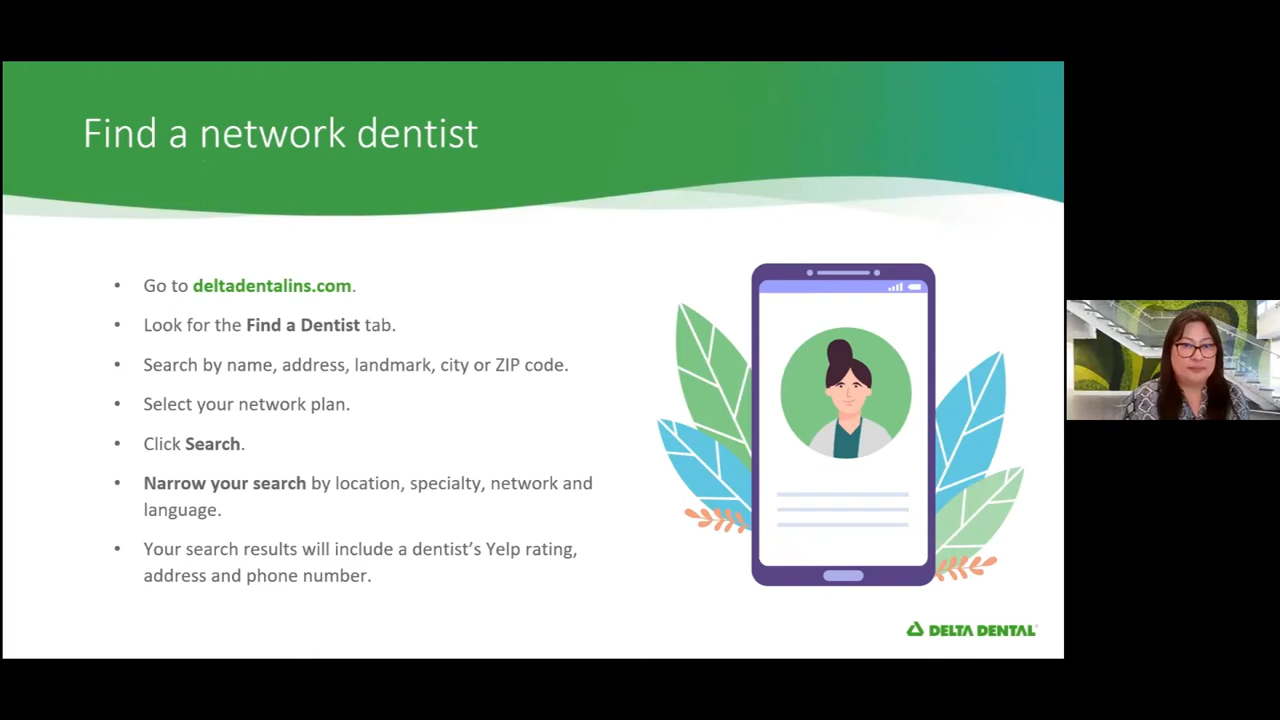 Find a network dentist
• Go to deltadentalins.com.
• Look for the Find a Dentist tab.
• Search by name, address, landmark, city or ZIP code.
• Select your network plan.
• Click Search.
• Narrow your search by location, specialty, network and
language.
• Your search results will include a dentist's Yelp rating,
address and phone number.
DELTA DENTAL®